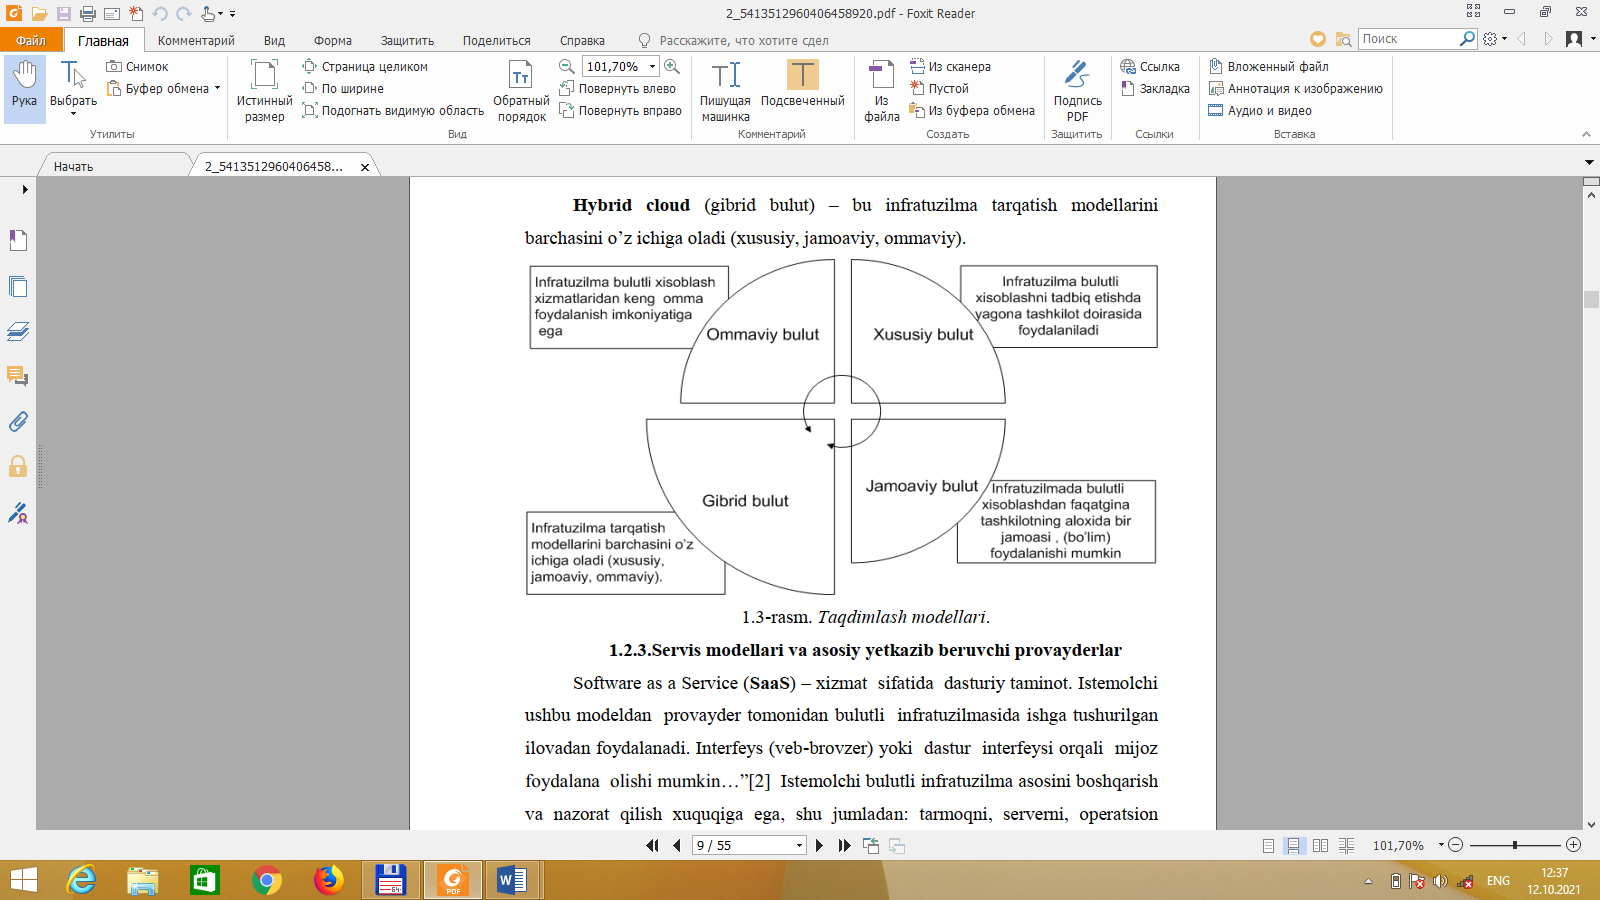 2_5413512960406458920.pdf - Foxit Reader
Файл
Главная
Комментарий
Вид
Форма
Защитить
Поделиться
Справка
Расскажите, что хотите сдел
Поиск
Рука
Выбрать
Снимок
Буфер обмена
Утилиты
Истинный
размер
Страница целиком
По ширине
Подогнать видимую область
Обратный
порядок
101,70%
Повернуть влево
Повернуть вправо
Вид
Пишущая
машинка
Подсвеченный
Комментарий
Из
файла
Из сканера
Пустой
Из буфера обмена
Создать
Подпись
PDF
Защитить
Ссылка
Закладка
Ссылки
Вложенный файл
Аннотация к изображению
Аудио и видео
Вставка
Начать
2_5413512960406458...
Hybrid cloud (gibrid bulut) – bu infratuzilma tarqatish modellarini
barchasini o’z ichiga oladi (xususiy, jamoaviy, ommaviy).
Infratuzilma bulutli xisoblash
xizmatlaridan keng omma
foydalanish imkoniyatiga
ega
Ommaviy bulut
Xususiy bulut
Infratuzilma bulutli
xisoblashni tadbiq etishda
yagona tashkilot doirasida
foydalaniladi
Gibrid bulut
Jamoaviy bulut
Infratuzilma tarqatish
modellarini barchasini o’z
ichiga oladi (xususiy,
jamoaviy, ommaviy).
Infratuzilmada bulutli
xisoblashdan faqatgina
tashkilotning aloxida bir
jamoasi , (bo’lim)
foydalanishi mumkin
1.3-rasm. Taqdimlash modellari.
1.2.3.Servis modellari va asosiy yetkazib beruvchi provayderlar
Software as a Service (SaaS) – xizmat sifatida dasturiy taminot. Istemolchi
ushbu modeldan provayder tomonidan bulutli infratuzilmasida ishga tushurilgan
ilovadan foydalanadi. Interfeys (veb-brovzer) yoki dastur interfeysi orqali mijoz
foydalana olishi mumkin…”[2] Istemolchi bulutli infratuzilma asosini boshqarish
va nazorat qilish xuquqiga ega, shu jumladan: tarmoqni, serverni, operatsion
9 / 55
101,70%
64
PDF
ENG
12:37
12.10.2021